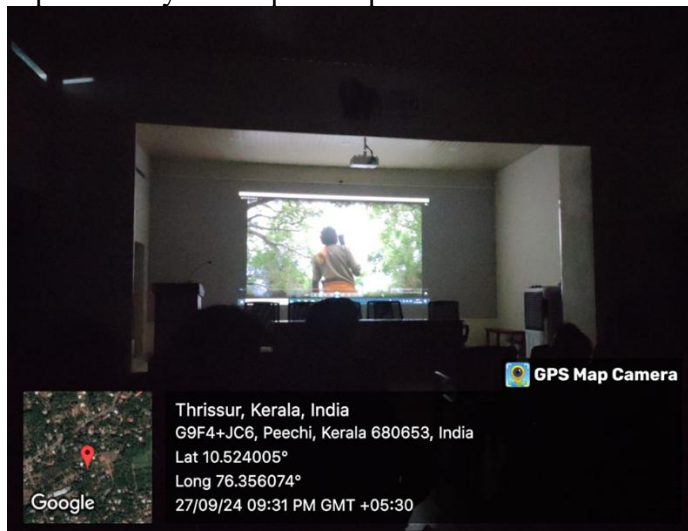 GPS Map Camera
Thrissur, Kerala, India
G9F4+JC6, Peechi, Kerala 680653, India
Lat 10.524005°
Long 76.356074°
27/09/24 09:31 PM GMT +05:30
Google